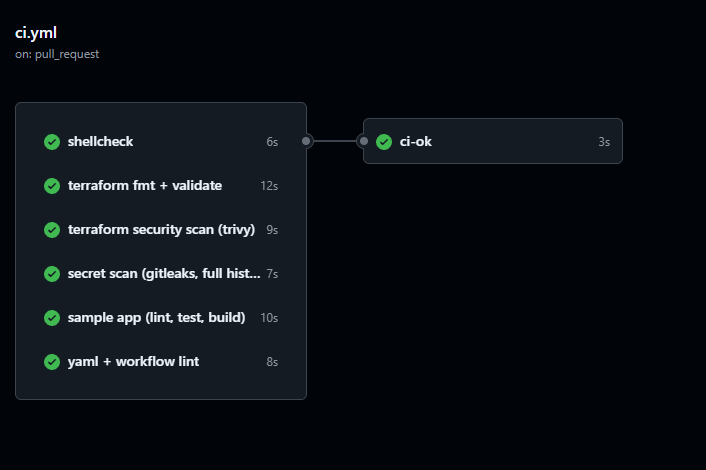 ci.yml
on: pull_request
shellcheck 6s
ci-ok 3s
terraform fmt + validate 12s
terraform security scan (trivy) 9s
secret scan (gitleaks, full hist... 7s
sample app (lint, test, build) 10s
yaml + workflow lint 8s